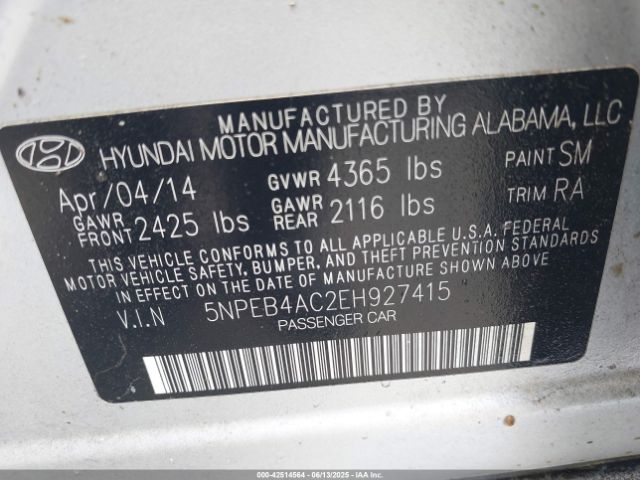 MANUFACTURED BY
HYUNDAI MOTOR MANUFACTURING ALABAMA, LLC
Apr/04/14 GVWR 4365 lbs PAINT SM
GAWR FRONT 2425 lbs GAWR REAR 2116 lbs TRIM RA
THIS VEHICLE CONFORMS TO ALL APPLICABLE U.S.A. FEDERAL
MOTOR VEHICLE SAFETY, BUMPER, AND THEFT PREVENTION STANDARDS
IN EFFECT ON THE DATE OF MANUFACTURE SHOWN ABOVE
V.I.N 5NPEB4AC2EH927415
PASSENGER CAR
000-42514564 - 06/13/2025 - IAA Inc.